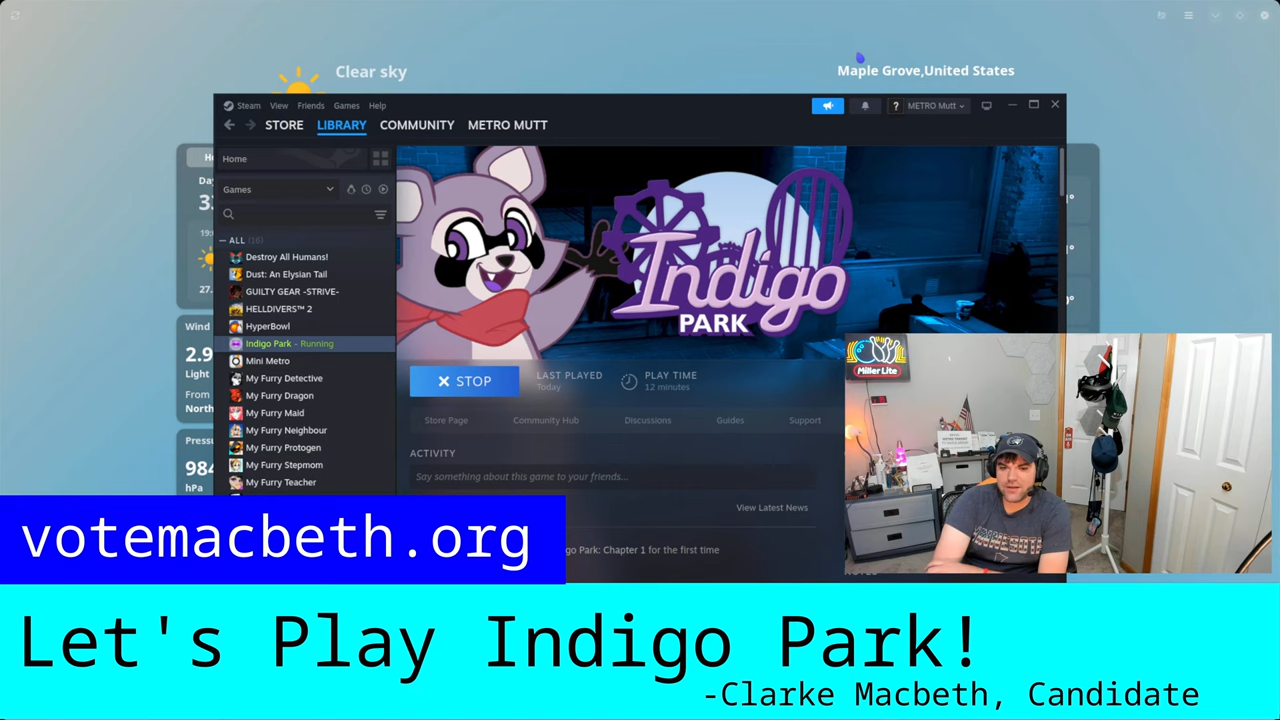 Clear sky
Maple Grove,United States
Steam View Friends Games Help
? METRO Mutt
STORE LIBRARY COMMUNITY METRO MUTT
Home
Games
ALL (16)
Destroy All Humans!
Dust: An Elysian Tail
GUILTY GEAR -STRIVE-
HELLDIVERS™ 2
HyperBowl
Indigo Park - Running
Mini Metro
My Furry Detective
My Furry Dragon
My Furry Maid
My Furry Neighbour
My Furry Protogen
My Furry Stepmom
My Furry Teacher
Indigo
PARK
STOP
LAST PLAYED
Today
PLAY TIME
12 minutes
Store Page Community Hub Discussions Guides Support
ACTIVITY
Say something about this game to your friends...
View Latest News
go Park: Chapter 1 for the first time
Day
19:
27.
Wind
2.9
Light
From
North
Pressu
984
hPa
Miller Lite
votemacbeth.org
Let's Play Indigo Park!
-Clarke Macbeth, Candidate